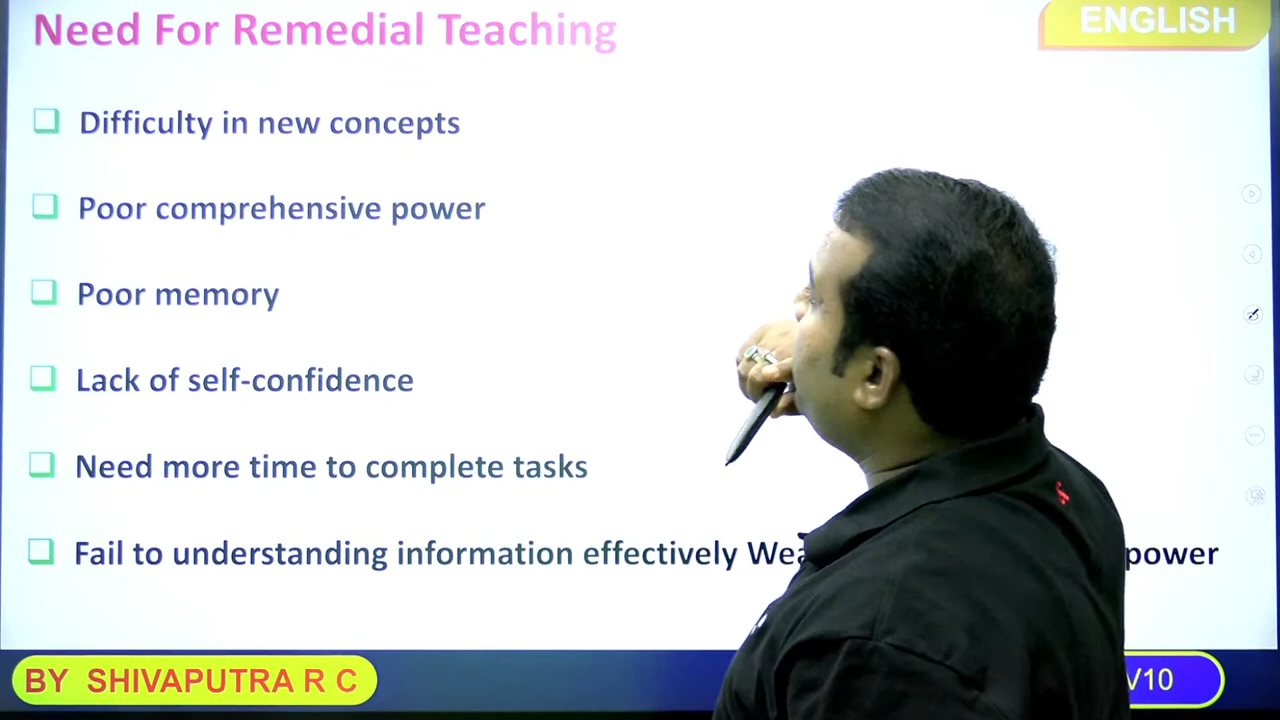 Need For Remedial Teaching
ENGLISH
Difficulty in new concepts
Poor comprehensive power
Poor memory
Lack of self-confidence
Need more time to complete tasks
Fail to understanding information effectively power
BY SHIVAPUTRA R C
V10